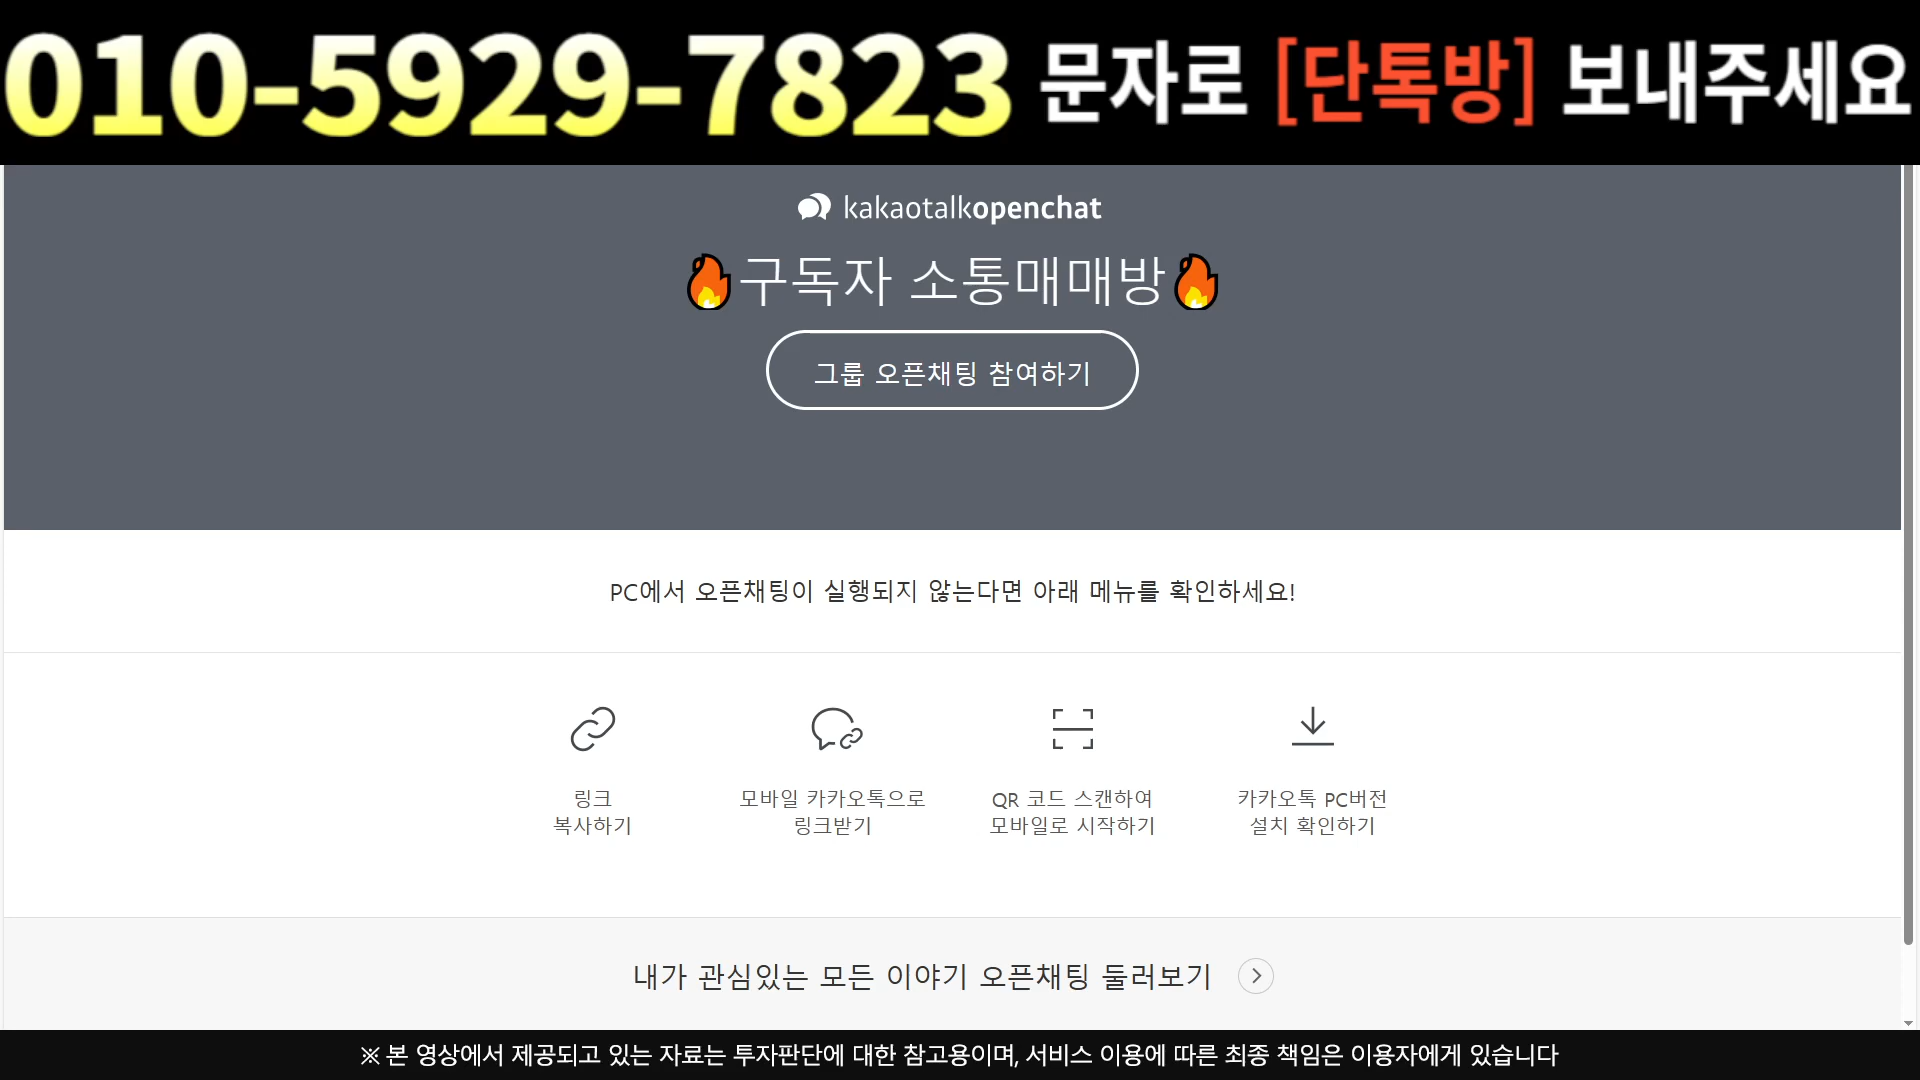 010-5929-7823 문자로 [단톡방] 보내주세요
kakaotalkopenchat
🔥구독자 소통매매방🔥
그룹 오픈채팅 참여하기
PC에서 오픈채팅이 실행되지 않는다면 아래 메뉴를 확인하세요!
링크
복사하기
모바일 카카오톡으로
링크받기
QR 코드 스캔하여
모바일로 시작하기
카카오톡 PC버전
설치 확인하기
내가 관심있는 모든 이야기 오픈채팅 둘러보기
※ 본 영상에서 제공되고 있는 자료는 투자판단에 대한 참고용이며, 서비스 이용에 따른 최종 책임은 이용자에게 있습니다